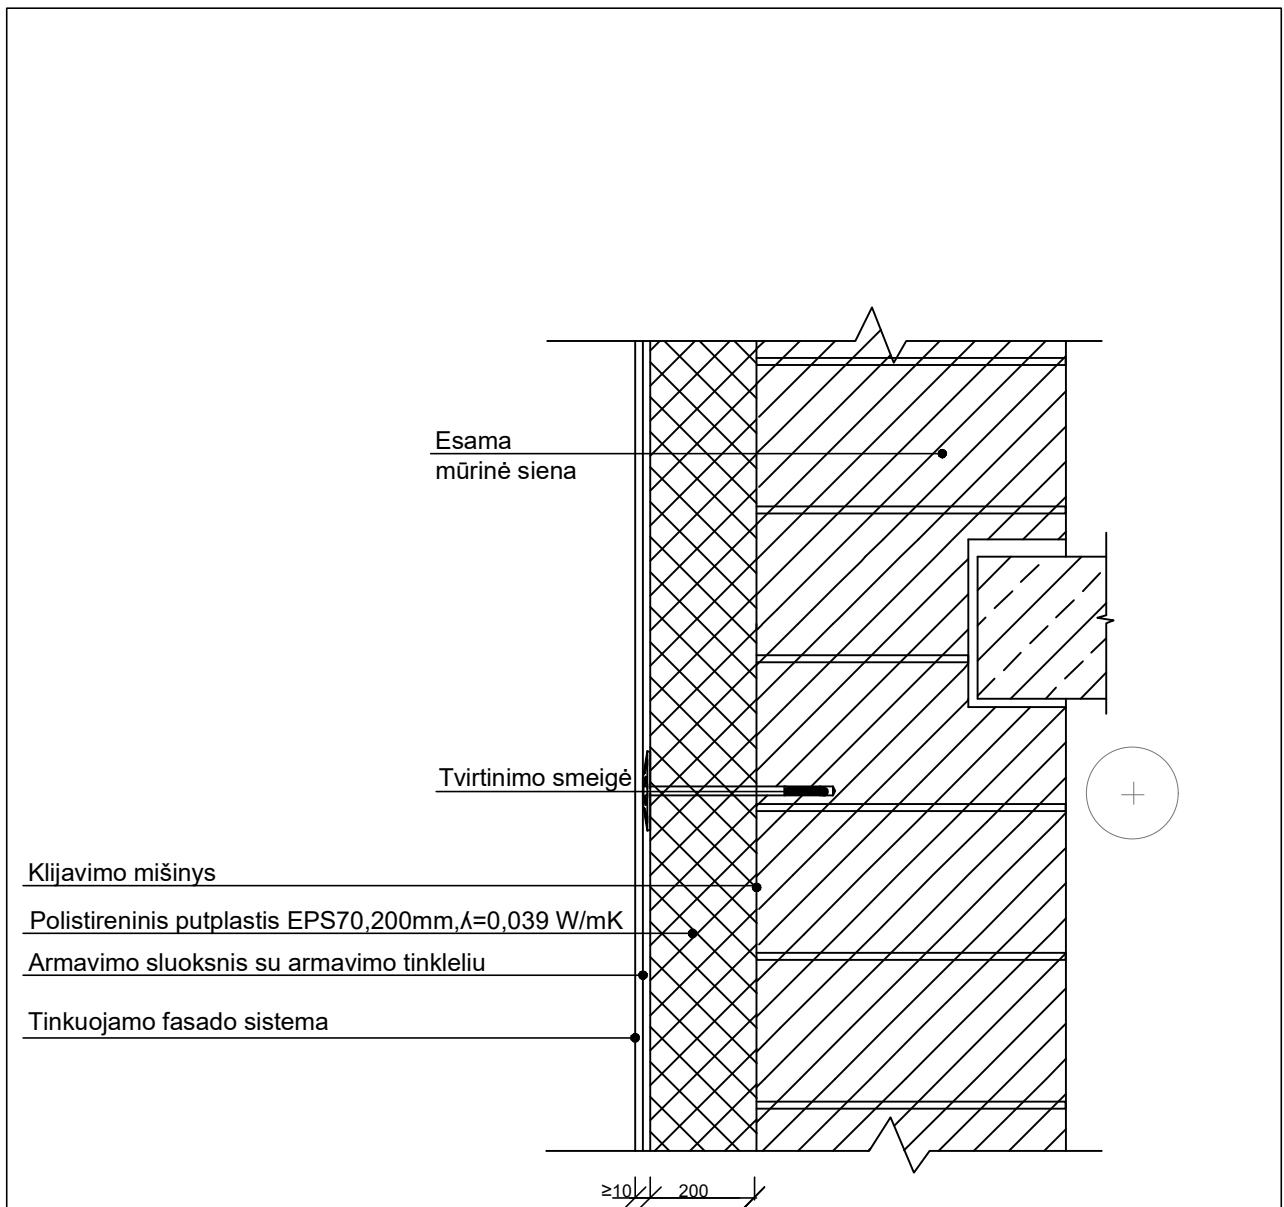 Esama
mūrinė siena
Tvirtinimo smeigė
Klijavimo mišinys
Polistireninis putplastis EPS70,200mm,ʎ=0,039 W/mK
Armavimo sluoksnis su armavimo tinkleliu
Tinkuojamo fasado sistema
≥10 200